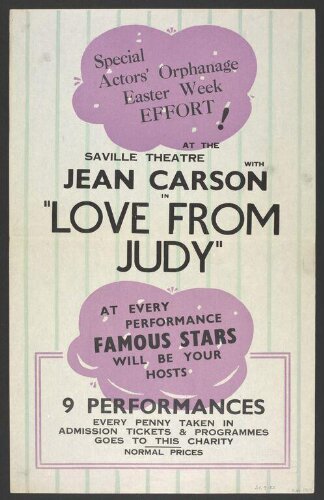 Special
Actors' Orphanage
Easter Week
EFFORT!
AT THE
SAVILLE THEATRE
WITH
JEAN CARSON
IN
"LOVE FROM
JUDY"
AT EVERY
PERFORMANCE
FAMOUS STARS
WILL BE YOUR
HOSTS
9 PERFORMANCES
EVERY PENNY TAKEN IN
ADMISSION TICKETS & PROGRAMMES
GOES TO THIS CHARITY
NORMAL PRICES